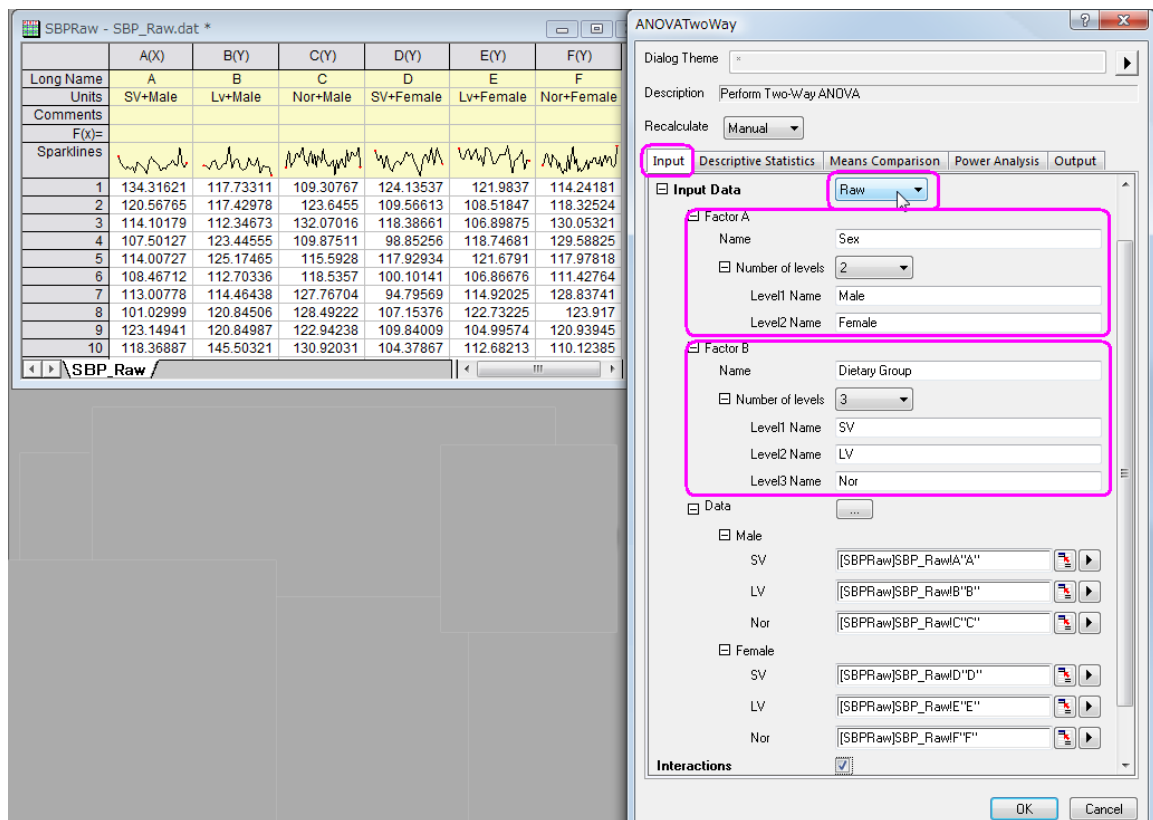 SBPRaw - SBP_Raw.dat *
A(X) B(Y) C(Y) D(Y) E(Y) F(Y)
Long Name A B C D E F
Units SV+Male Lv+Male Nor+Male SV+Female Lv+Female Nor+Female
Comments
F(x)=
Sparklines
1 134.31621 117.73311 109.30767 124.13537 121.9837 114.24181
2 120.56765 117.42978 123.6455 109.56613 108.51847 118.32524
3 114.10179 112.34673 132.07016 118.38661 106.89875 130.05321
4 107.50127 123.44555 109.87511 98.85256 118.74681 129.58825
5 114.00727 125.17465 115.5928 117.92934 121.6791 117.97818
6 108.46712 112.70336 118.5357 100.10141 106.86676 111.42764
7 113.00778 114.46438 127.76704 94.79569 114.92025 128.83741
8 101.02999 120.84506 128.49222 107.15376 122.73225 123.917
9 123.14941 120.84987 122.94238 109.84009 104.99574 120.93945
10 118.36887 145.50321 130.92031 104.37867 112.68213 110.12385
SBP_Raw
ANOVATwoWay
Dialog Theme *
Description Perform Two-Way ANOVA
Recalculate Manual
Input Descriptive Statistics Means Comparison Power Analysis Output
Input Data Raw
Factor A
Name Sex
Number of levels 2
Level1 Name Male
Level2 Name Female
Factor B
Name Dietary Group
Number of levels 3
Level1 Name SV
Level2 Name LV
Level3 Name Nor
Data ...
Male
SV [SBPRaw]SBP_Raw!A"A"
LV [SBPRaw]SBP_Raw!B"B"
Nor [SBPRaw]SBP_Raw!C"C"
Female
SV [SBPRaw]SBP_Raw!D"D"
LV [SBPRaw]SBP_Raw!E"E"
Nor [SBPRaw]SBP_Raw!F"F"
Interactions
OK Cancel